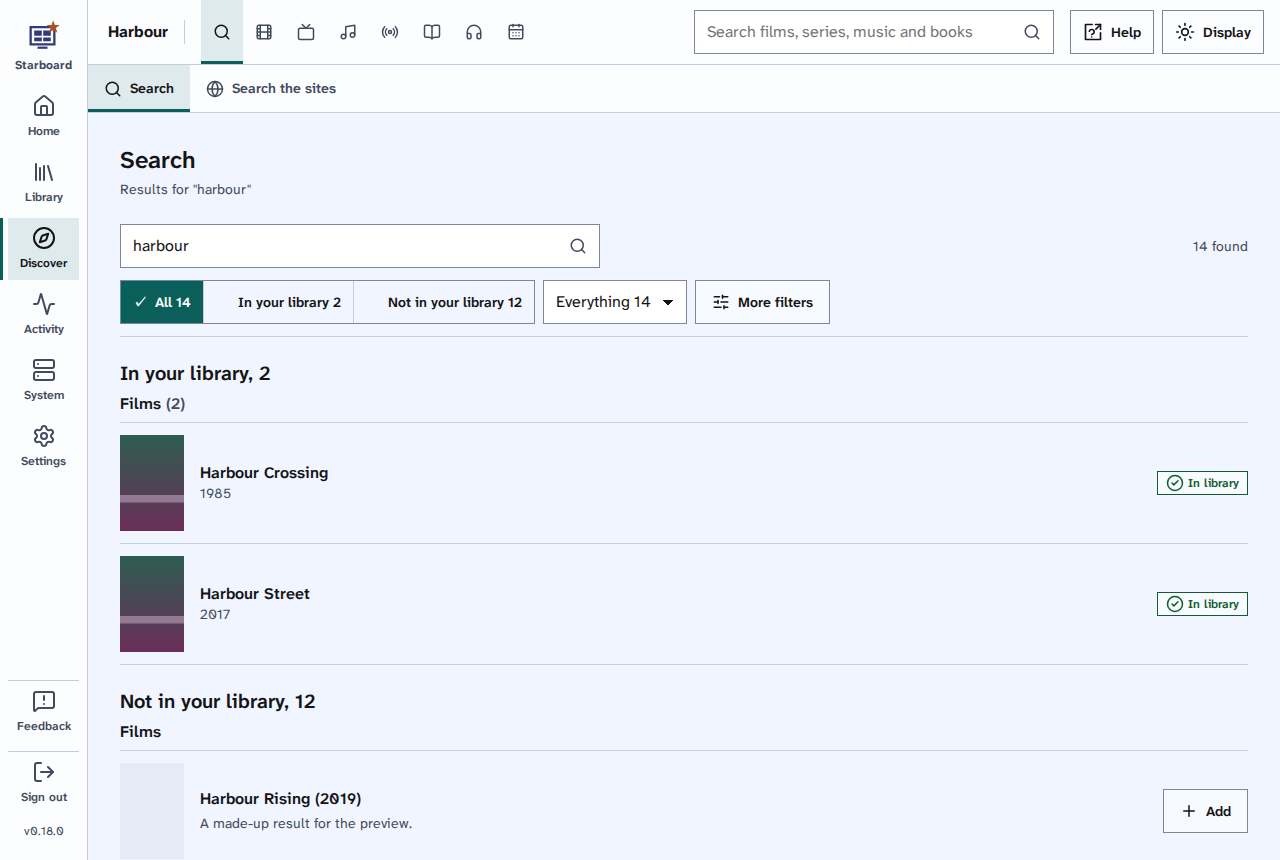 Starboard
Home
Library
Discover
Activity
System
Settings
Feedback
Sign out
v0.18.0
Harbour
Search films, series, music and books
Help
Display
Search
Search the sites
Search
Results for "harbour"
harbour
14 found
✓ All 14
In your library 2
Not in your library 12
Everything 14
More filters
In your library, 2
Films (2)
Harbour Crossing
1985
In library
Harbour Street
2017
In library
Not in your library, 12
Films
Harbour Rising (2019)
A made-up result for the preview.
Add